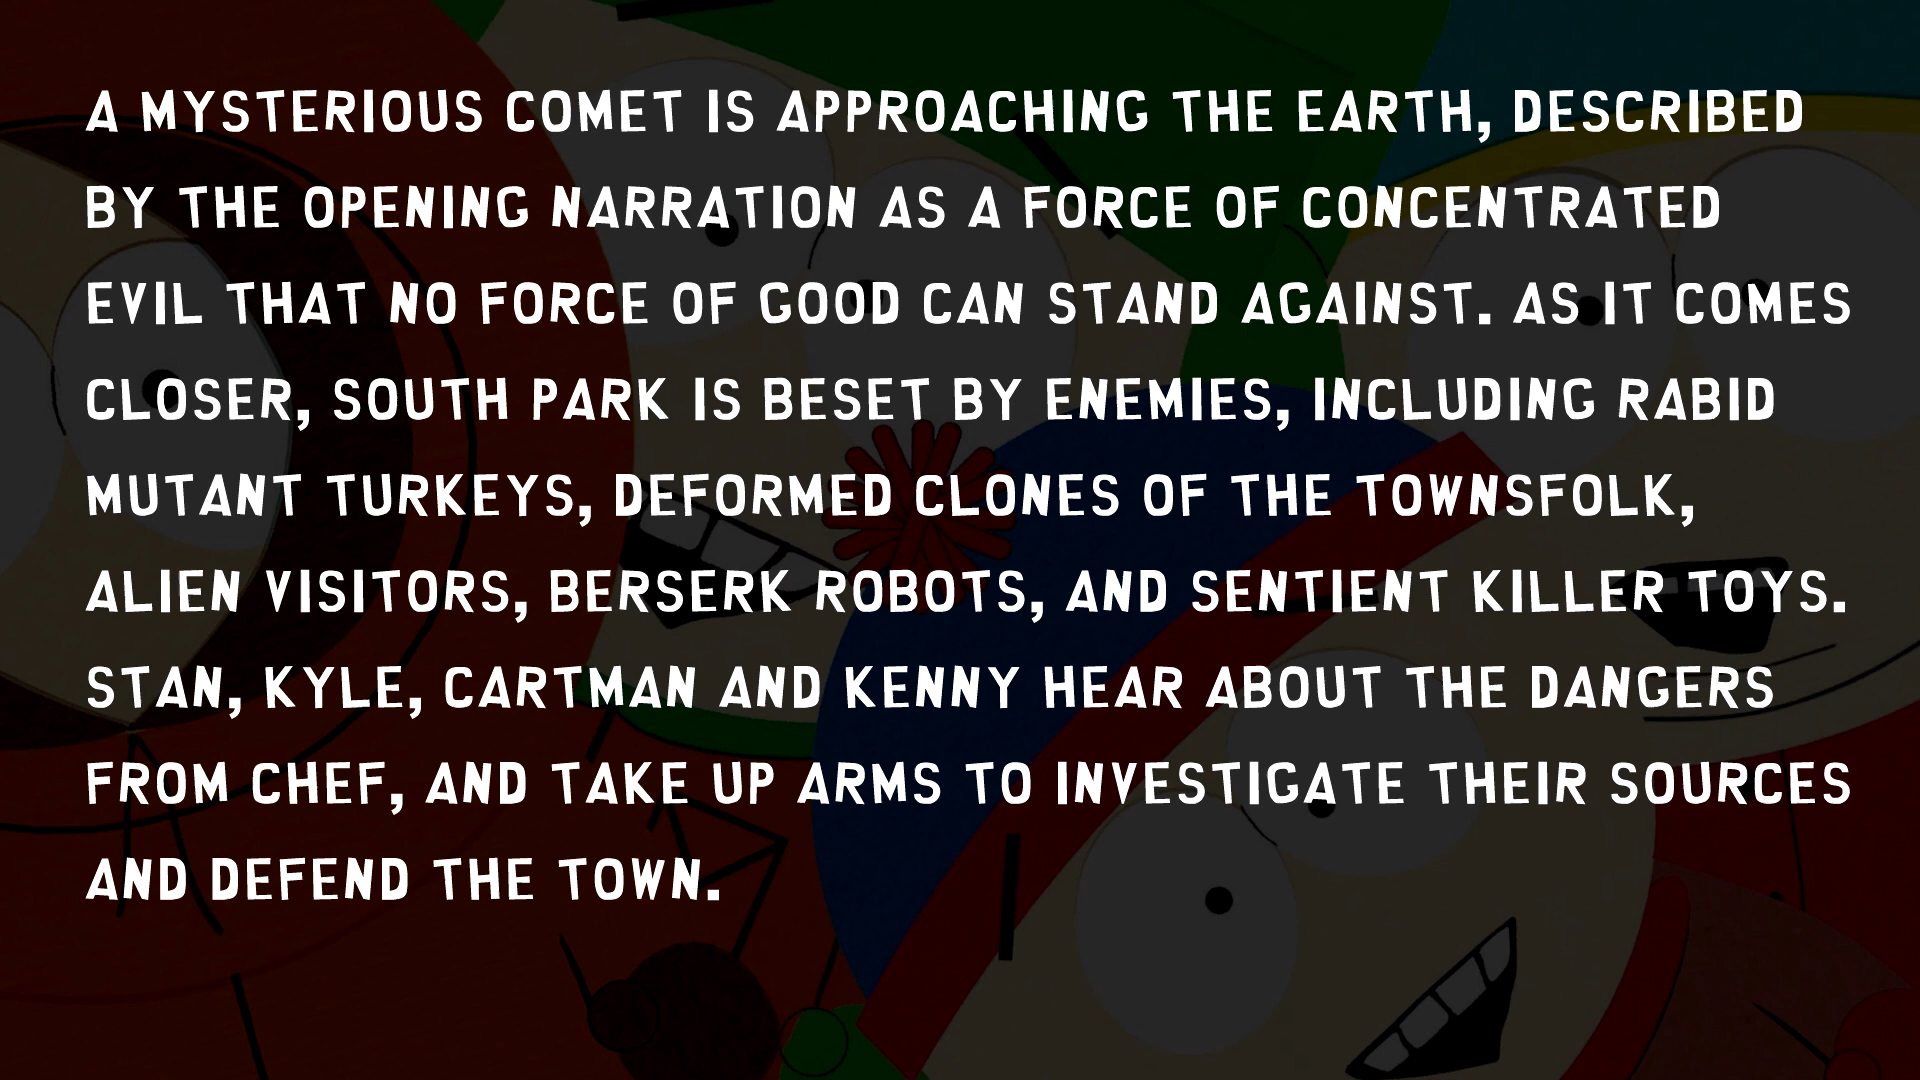 A MYSTERIOUS COMET IS APPROACHING THE EARTH, DESCRIBED
BY THE OPENING NARRATION AS A FORCE OF CONCENTRATED
EVIL THAT NO FORCE OF GOOD CAN STAND AGAINST. AS IT COMES
CLOSER, SOUTH PARK IS BESET BY ENEMIES, INCLUDING RABID
MUTANT TURKEYS, DEFORMED CLONES OF THE TOWNSFOLK,
ALIEN VISITORS, BERSERK ROBOTS, AND SENTIENT KILLER TOYS.
STAN, KYLE, CARTMAN AND KENNY HEAR ABOUT THE DANGERS
FROM CHEF, AND TAKE UP ARMS TO INVESTIGATE THEIR SOURCES
AND DEFEND THE TOWN.